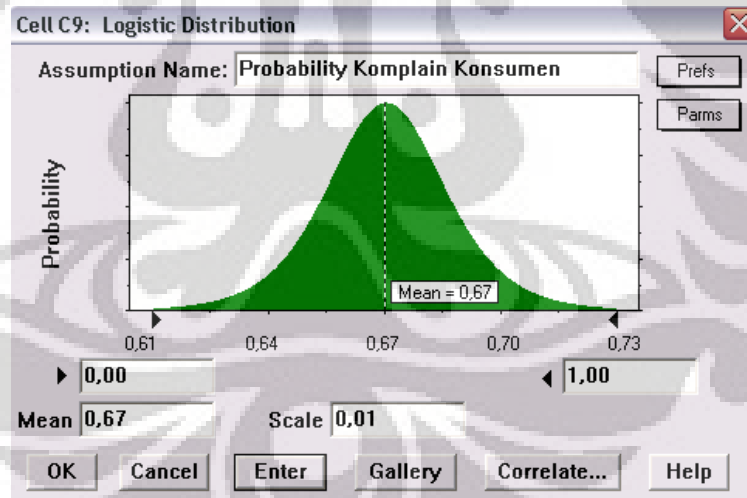 Cell C9: Logistic Distribution
Assumption Name: Probability Komplain Konsumen
Prefs
Parms
Probability
Mean = 0,67
0,61 0,64 0,67 0,70 0,73
0,00 1,00
Mean 0,67 Scale 0,01
OK Cancel Enter Gallery Correlate... Help